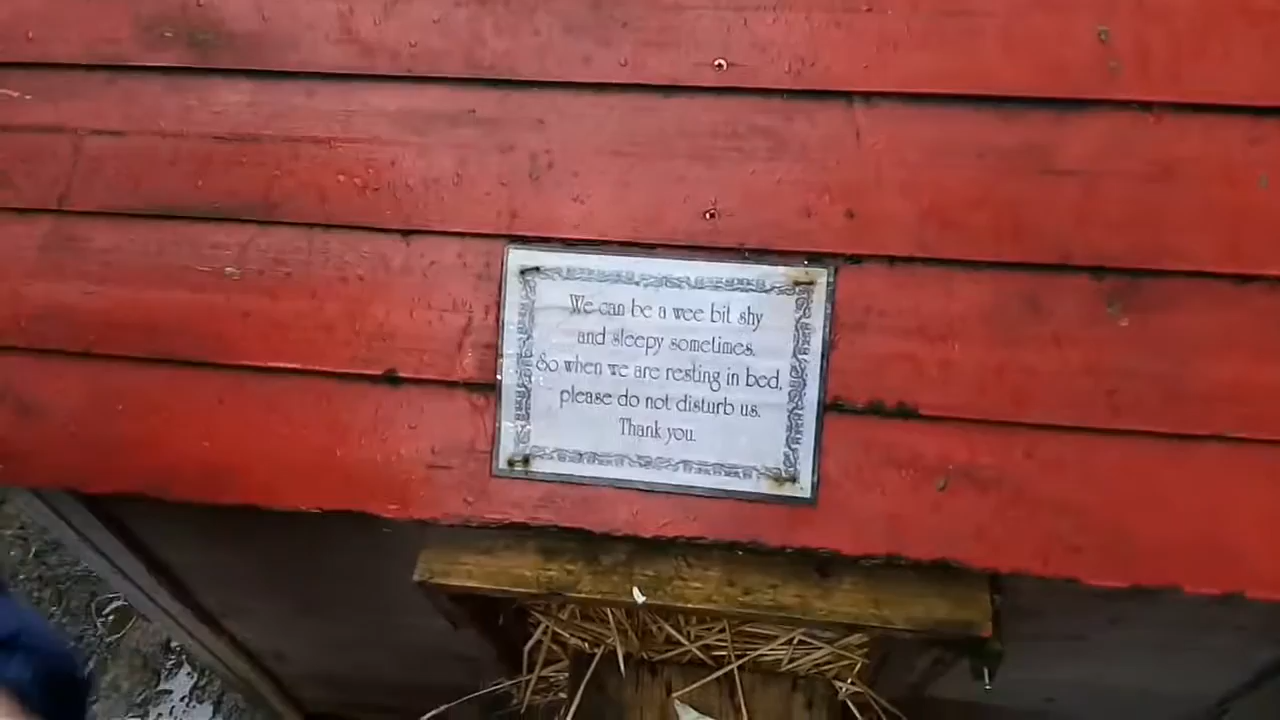 We can be a wee bit shy
and sleepy sometimes.
So when we are resting in bed,
please do not disturb us.
Thank you.